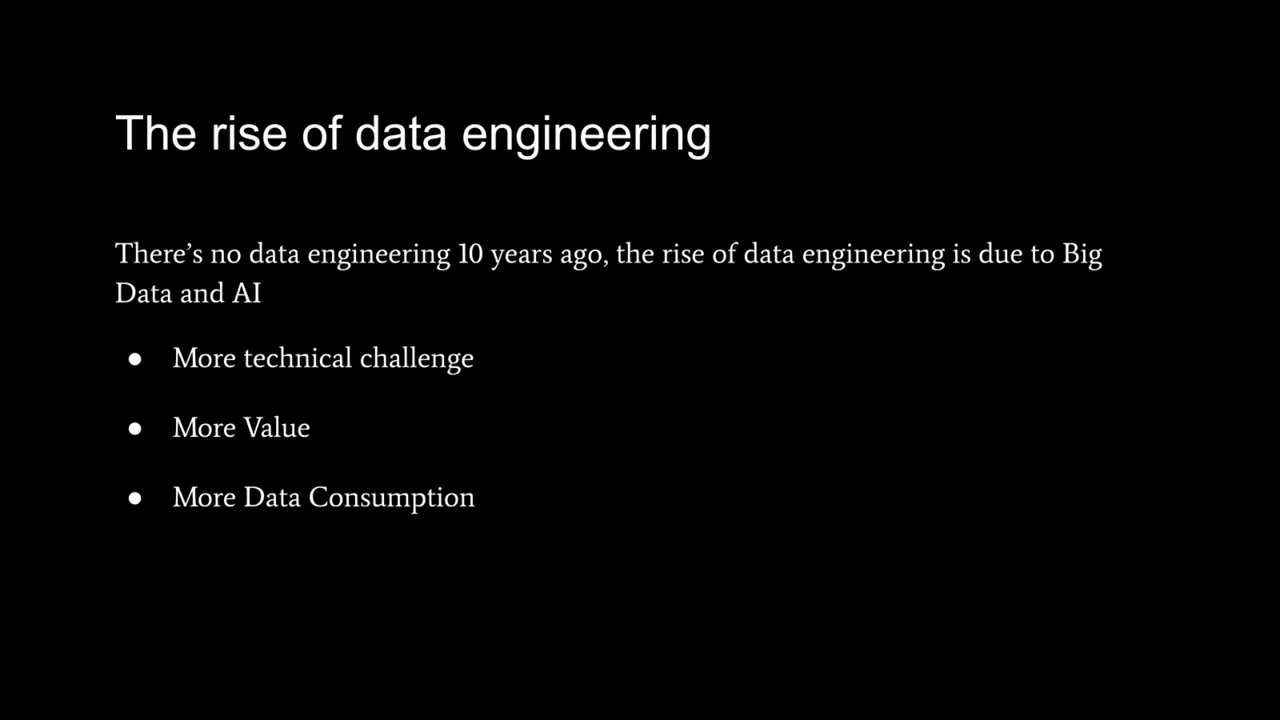 The rise of data engineering
There’s no data engineering 10 years ago, the rise of data engineering is due to Big
Data and AI
● More technical challenge
● More Value
● More Data Consumption